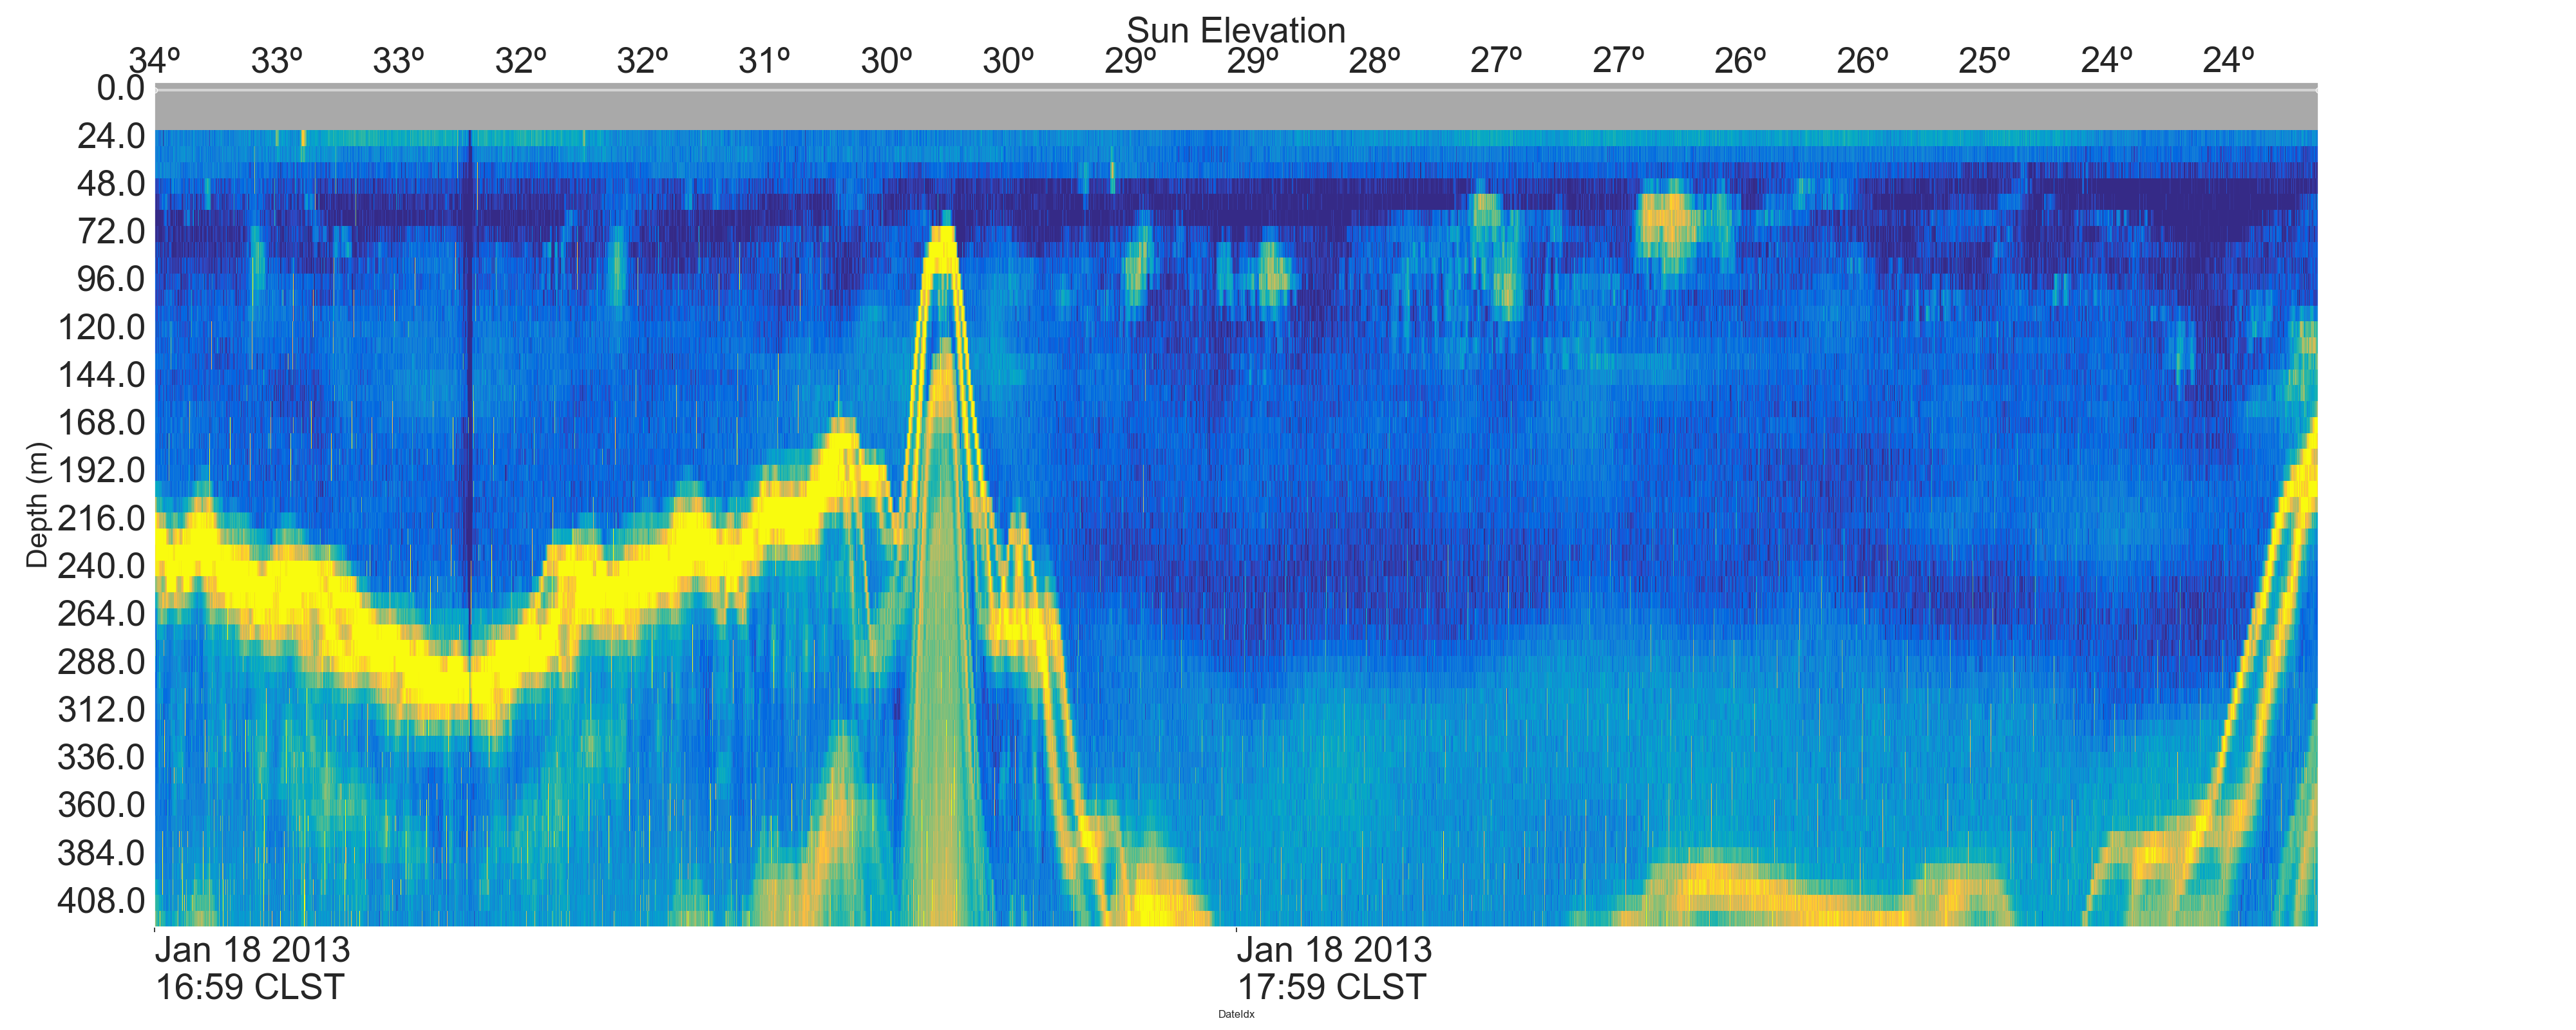 Sun Elevation
34º 33º 33º 32º 32º 31º 30º 30º 29º 29º 28º 27º 27º 26º 26º 25º 24º 24º
0.0
24.0
48.0
72.0
96.0
120.0
144.0
168.0
192.0
216.0
240.0
264.0
288.0
312.0
336.0
360.0
384.0
408.0
Depth (m)
Jan 18 2013
16:59 CLST
Jan 18 2013
17:59 CLST
DateIdx